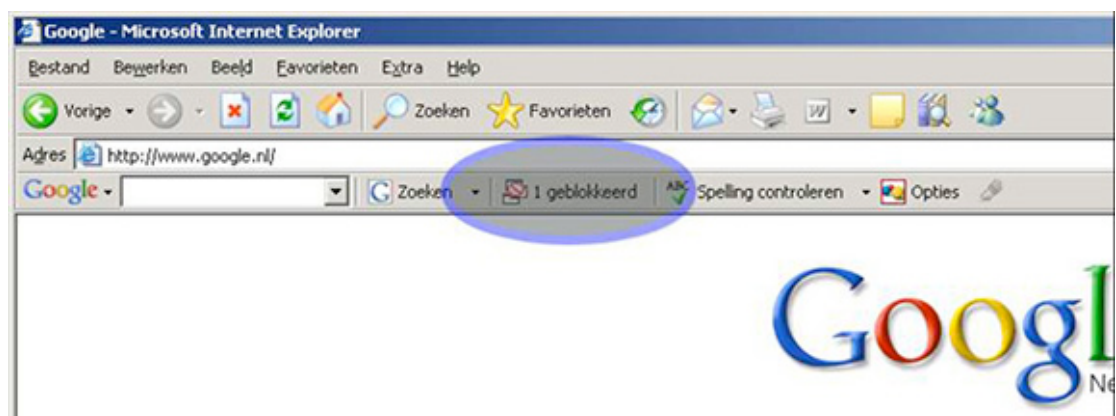 Google - Microsoft Internet Explorer
Bestand Bewerken Beeld Favorieten Extra Help
Vorige Zoeken Favorieten W
Adres http://www.google.nl/
Google G Zoeken 1 geblokkeerd ABC Spelling controleren Opties
Googl
Ne